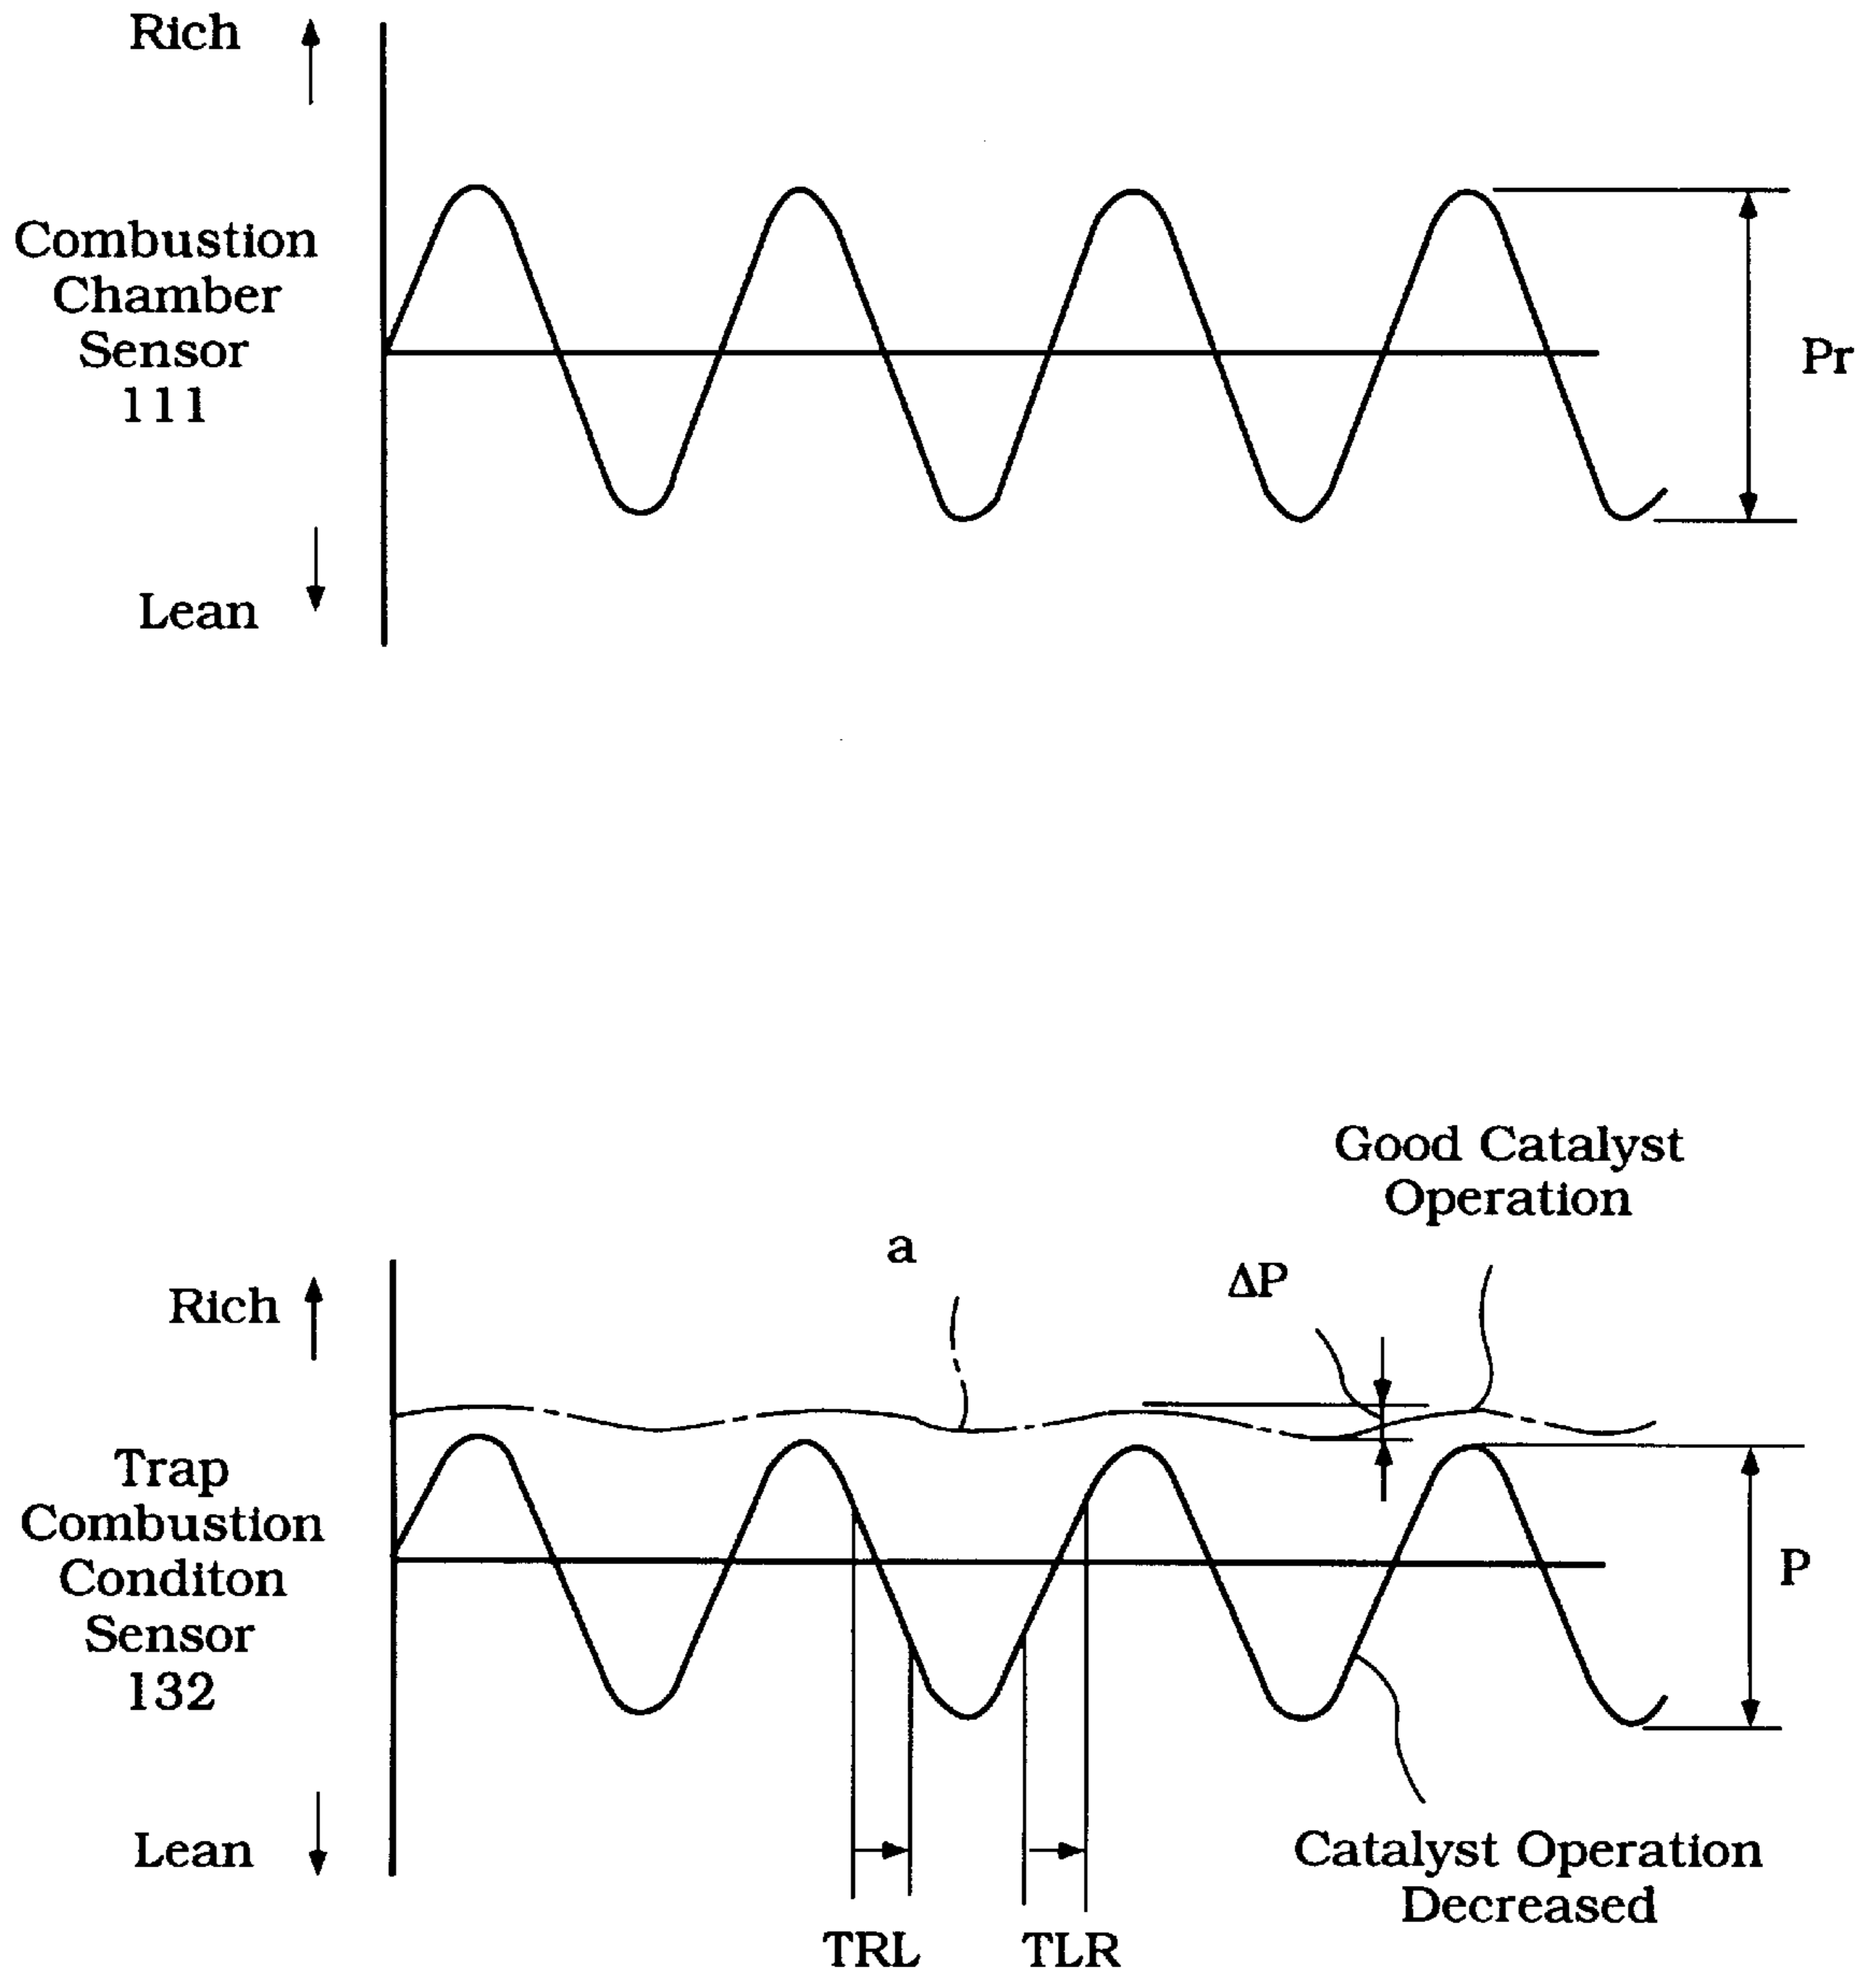 Rich
Combustion
Chamber
Sensor
111
Pr
Lean
Good Catalyst
Operation
a
ΔP
Rich
Trap
Combustion
Conditon
Sensor
132
P
Lean
Catalyst Operation
Decreased
TRL
TLR